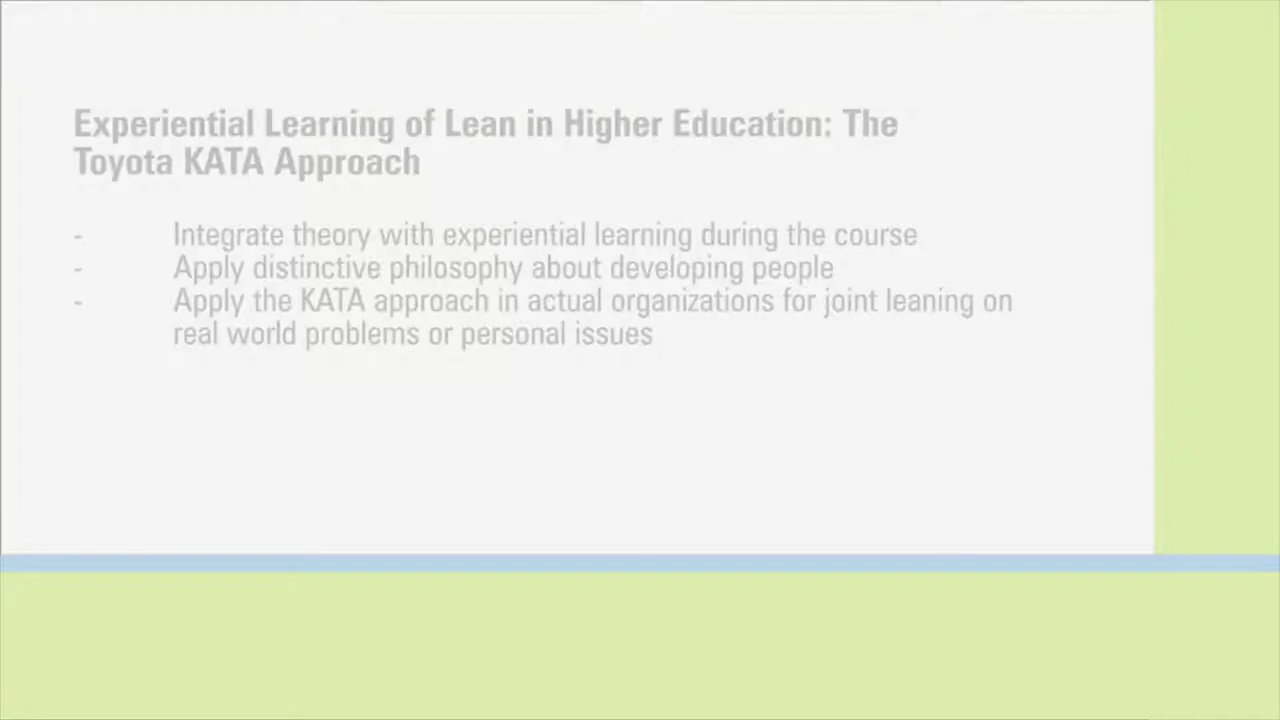 Experiential Learning of Lean in Higher Education: The
Toyota KATA Approach
- Integrate theory with experiential learning during the course
- Apply distinctive philosophy about developing people
- Apply the KATA approach in actual organizations for joint leaning on
real world problems or personal issues